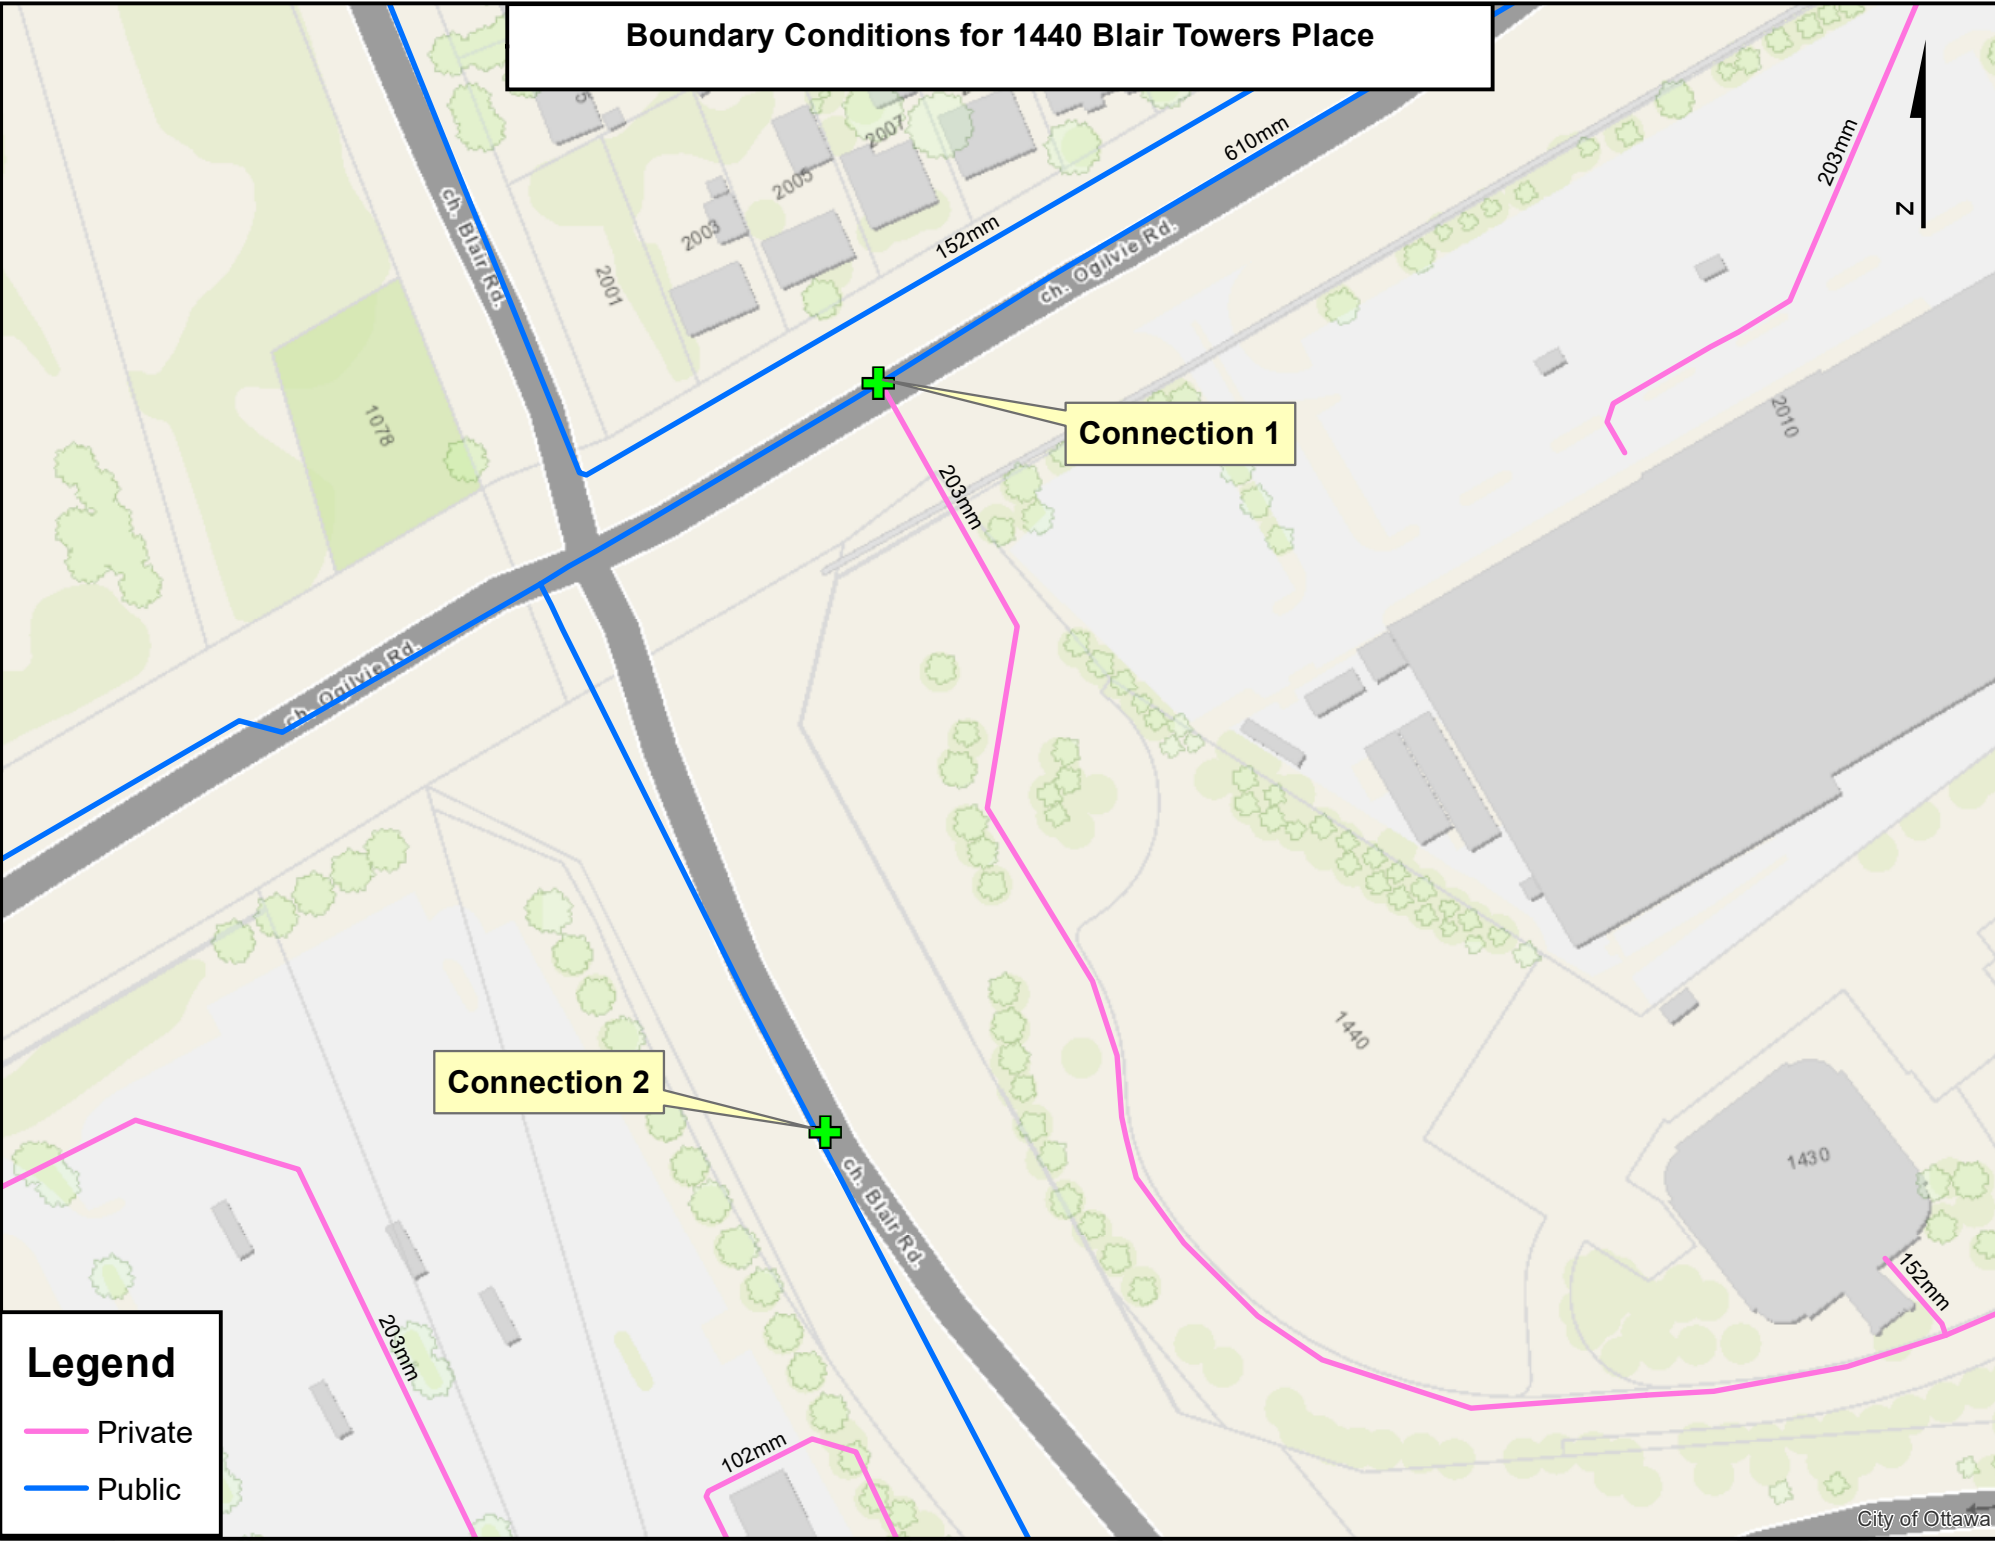 Boundary Conditions for 1440 Blair Towers Place
5
2007
2005
2003
2001
610mm
152mm
203mm
N
ch. Blair Rd.
ch. Ogilvie Rd.
1078
Connection 1
2010
203mm
ch. Ogilvie Rd.
1440
Connection 2
1430
ch. Blair Rd.
152mm
203mm
102mm
Legend
Private
Public
City of Ottawa